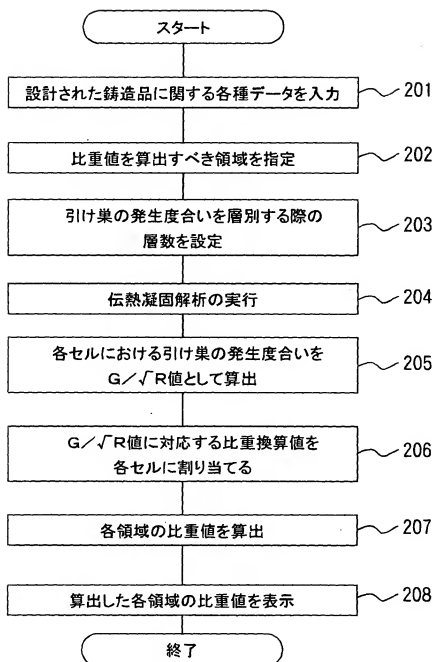 スタート
設計された鋳造品に関する各種データを入力
201
比重値を算出すべき領域を指定
202
引け巣の発生度合いを層別する際の
層数を設定
203
伝熱凝固解析の実行
204
各セルにおける引け巣の発生度合いを
G/√R値として算出
205
G/√R値に対応する比重換算値を
各セルに割り当てる
206
各領域の比重値を算出
207
算出した各領域の比重値を表示
208
終了